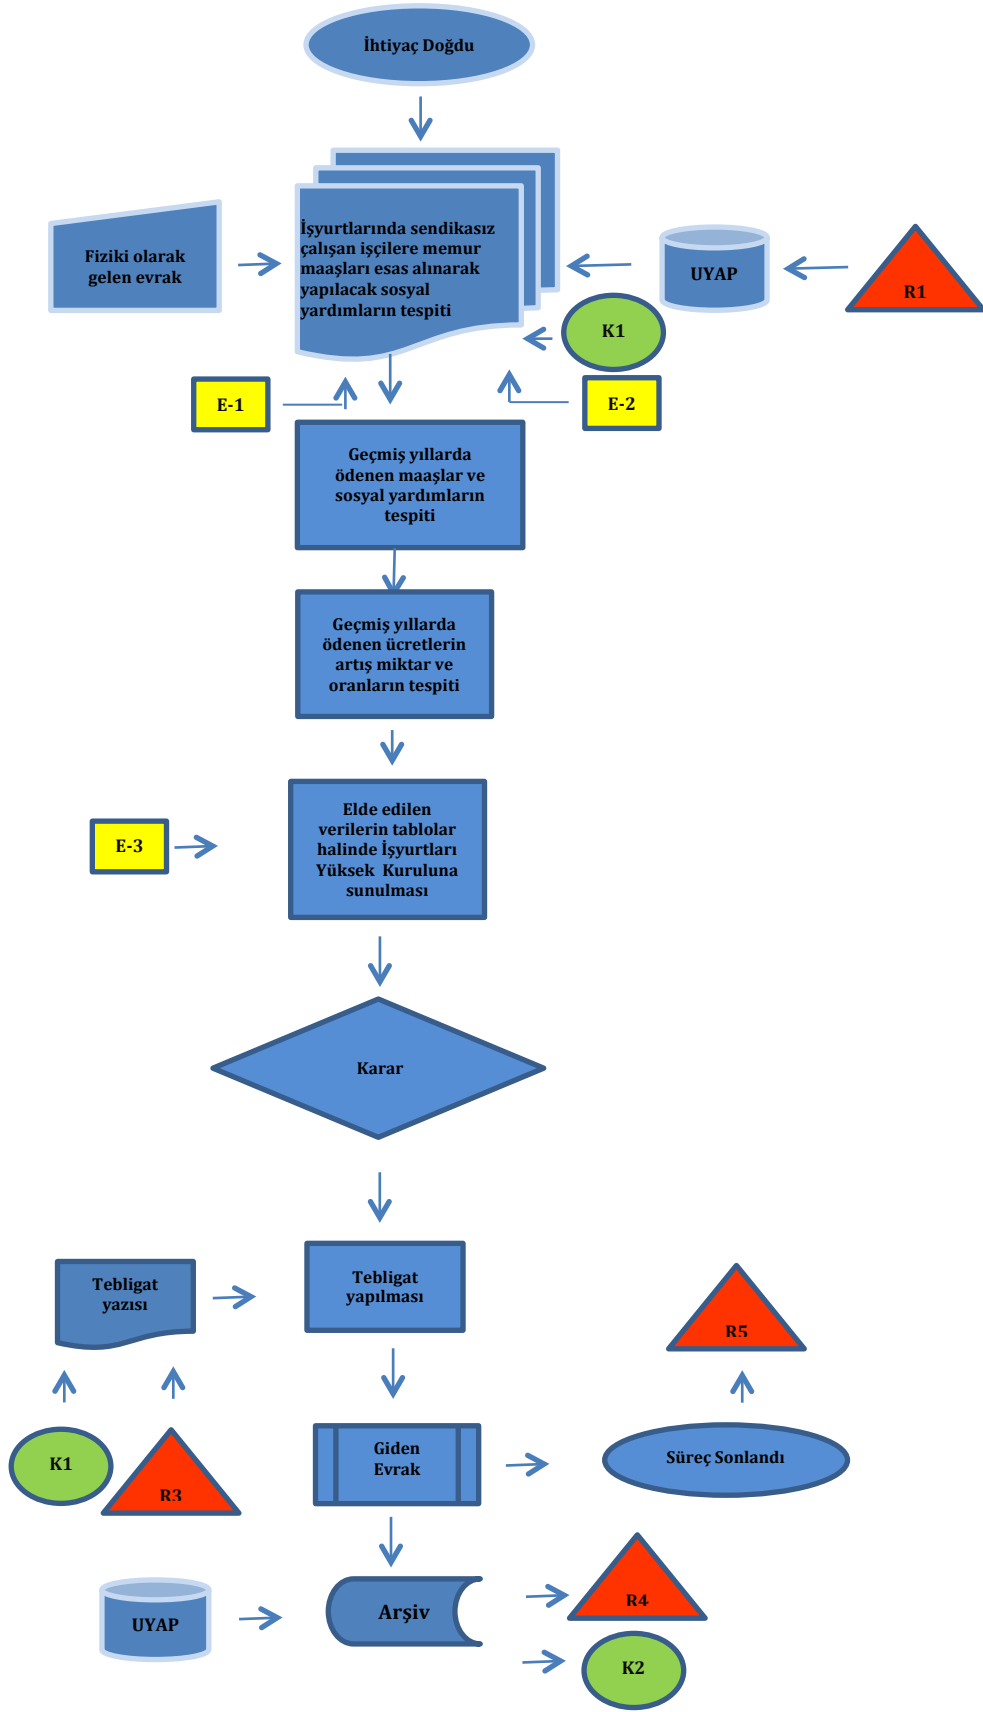 İhtiyaç Doğdu
Fiziki olarak
gelen evrak
İşyurtlarında sendikasız
çalışan işçilere memur
maaşları esas alınarak
yapılacak sosyal
yardımların tespiti
UYAP
R1
K1
E-1
E-2
Geçmiş yıllarda
ödenen maaşlar ve
sosyal yardımların
tespiti
Geçmiş yıllarda
ödenen ücretlerin
artış miktar ve
oranların tespiti
E-3
Elde edilen
verilerin tablolar
halinde İşyurtları
Yüksek Kuruluna
sunulması
Karar
Tebligat
yazısı
Tebligat
yapılması
R5
K1
R3
Giden
Evrak
Süreç Sonlandı
UYAP
Arşiv
R4
K2